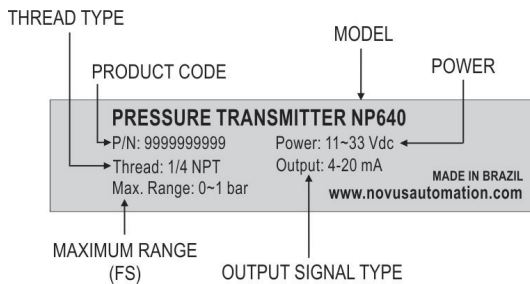 THREAD TYPE
MODEL
PRODUCT CODE
POWER
PRESSURE TRANSMITTER NP640
P/N: 9999999999
Power: 11~33 Vdc
Thread: 1/4 NPT
Output: 4-20 mA
Max. Range: 0~1 bar
MADE IN BRAZIL
www.novusautomation.com
MAXIMUM RANGE
(FS)
OUTPUT SIGNAL TYPE